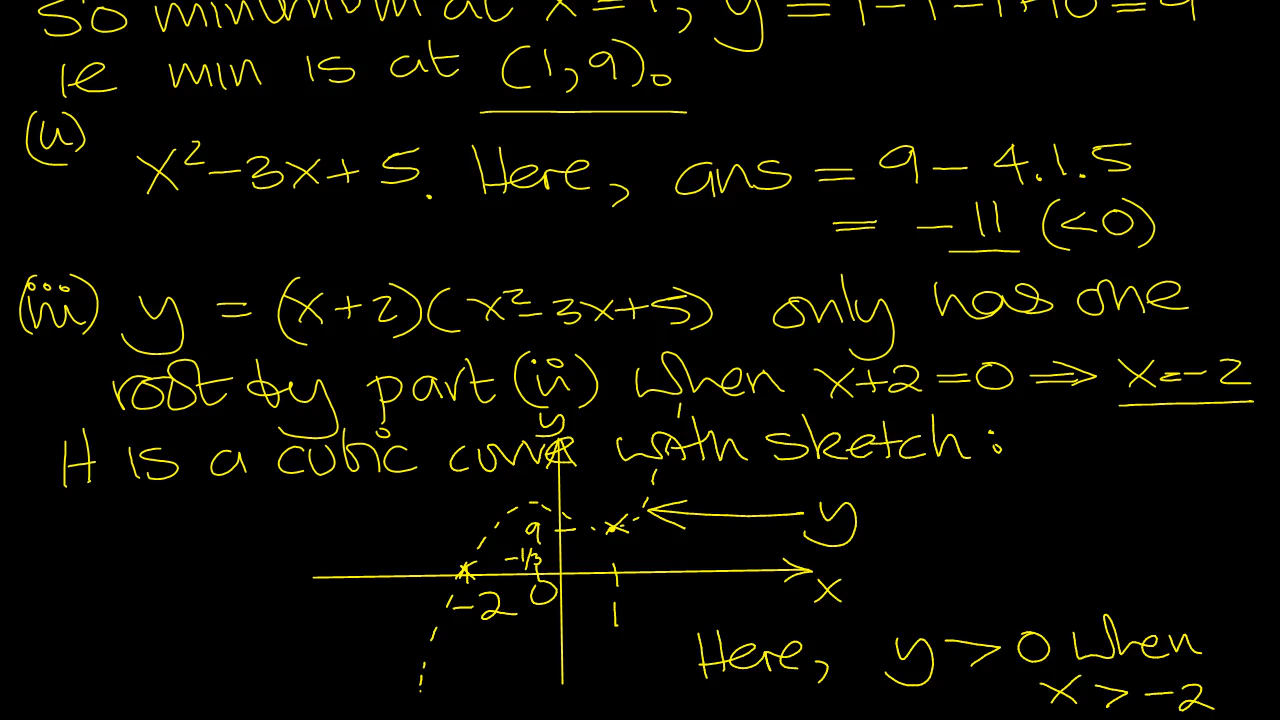 so minimum at x = 1, y = 1 - 1 - 1 + 10 = 9
ie min is at (1,9).
(ii)
x² - 3x + 5. Here, ans = 9 - 4.1.5
= -11 (<0)
(iii) y = (x+2)(x²-3x+5) only has one
root by part (ii) when x+2=0 ⇒ x=-2
It is a cubic curve with sketch:
y
9
y
-1/3
-2 0 1 x
Here, y > 0 when
x > -2